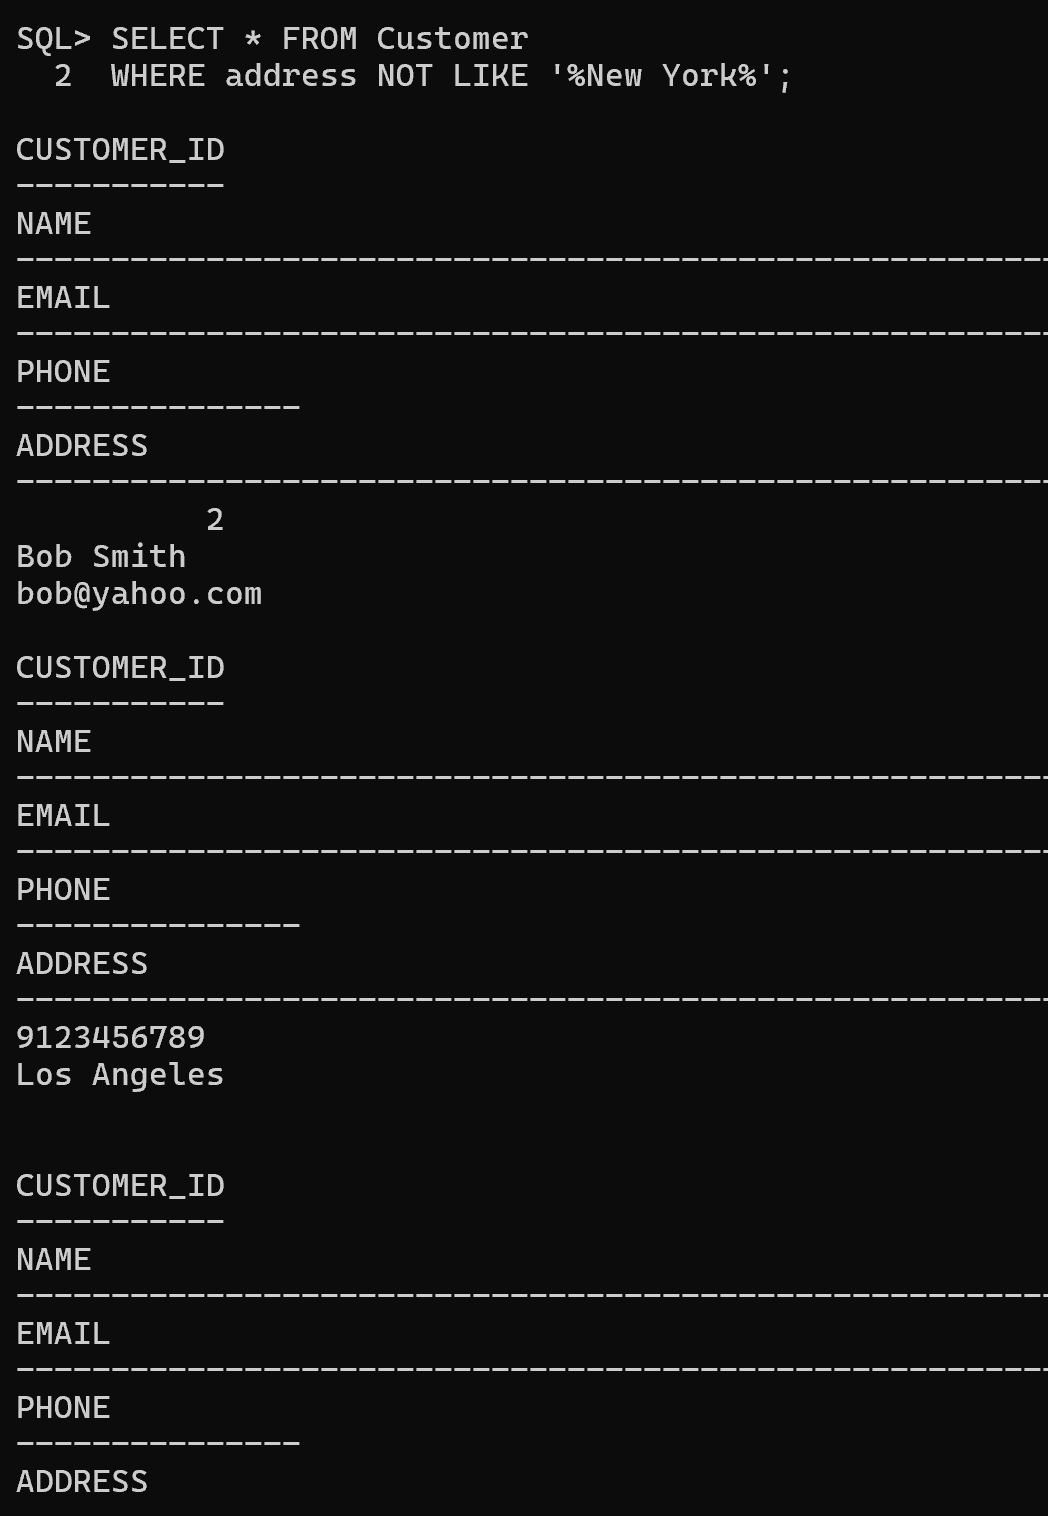 SQL> SELECT * FROM Customer
  2  WHERE address NOT LIKE '%New York%';

CUSTOMER_ID
-----------
NAME
-------------------------------------------------------
EMAIL
-------------------------------------------------------
PHONE
---------------
ADDRESS
-------------------------------------------------------
          2
Bob Smith
bob@yahoo.com

CUSTOMER_ID
-----------
NAME
-------------------------------------------------------
EMAIL
-------------------------------------------------------
PHONE
---------------
ADDRESS
-------------------------------------------------------
9123456789
Los Angeles


CUSTOMER_ID
-----------
NAME
-------------------------------------------------------
EMAIL
-------------------------------------------------------
PHONE
---------------
ADDRESS